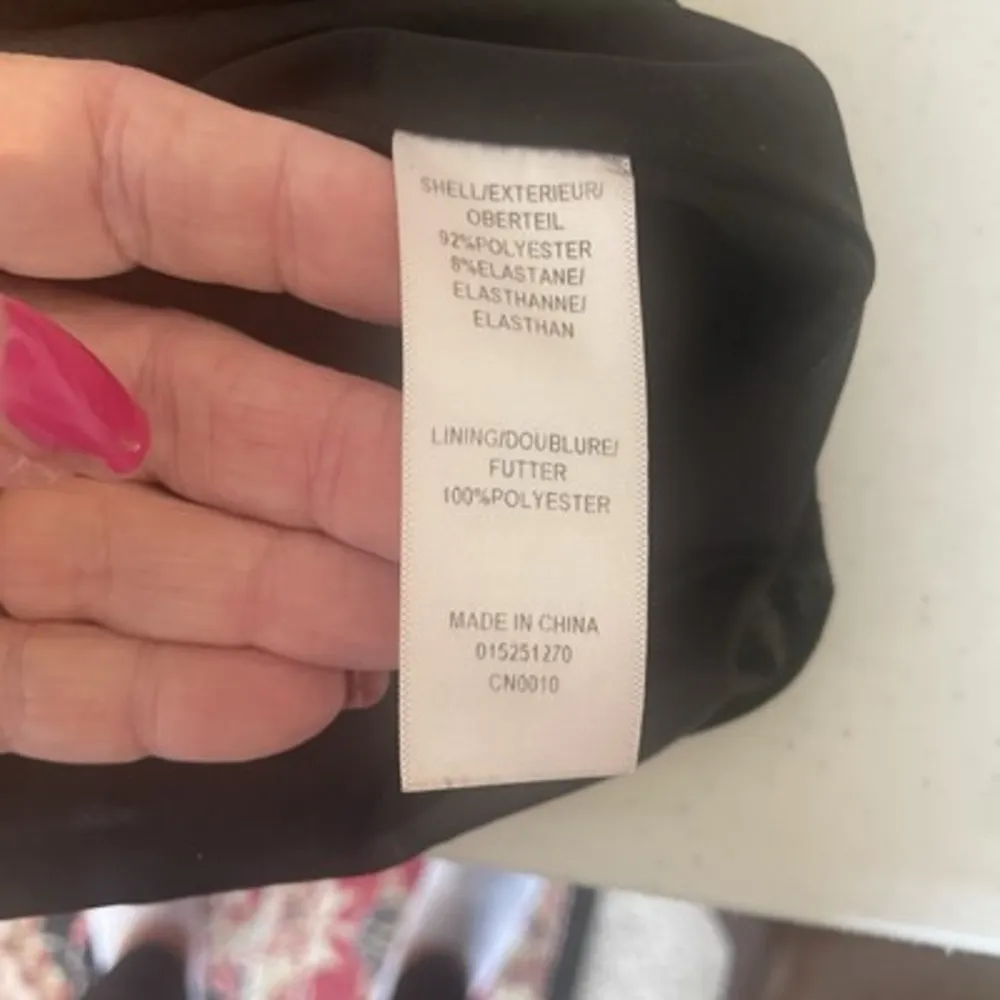 SHELL/EXTERIEUR/
OBERTEIL
92%POLYESTER
8%ELASTANE/
ELASTHANNE/
ELASTHAN
LINING/DOUBLURE/
FUTTER
100%POLYESTER
MADE IN CHINA
015251270
CN0010